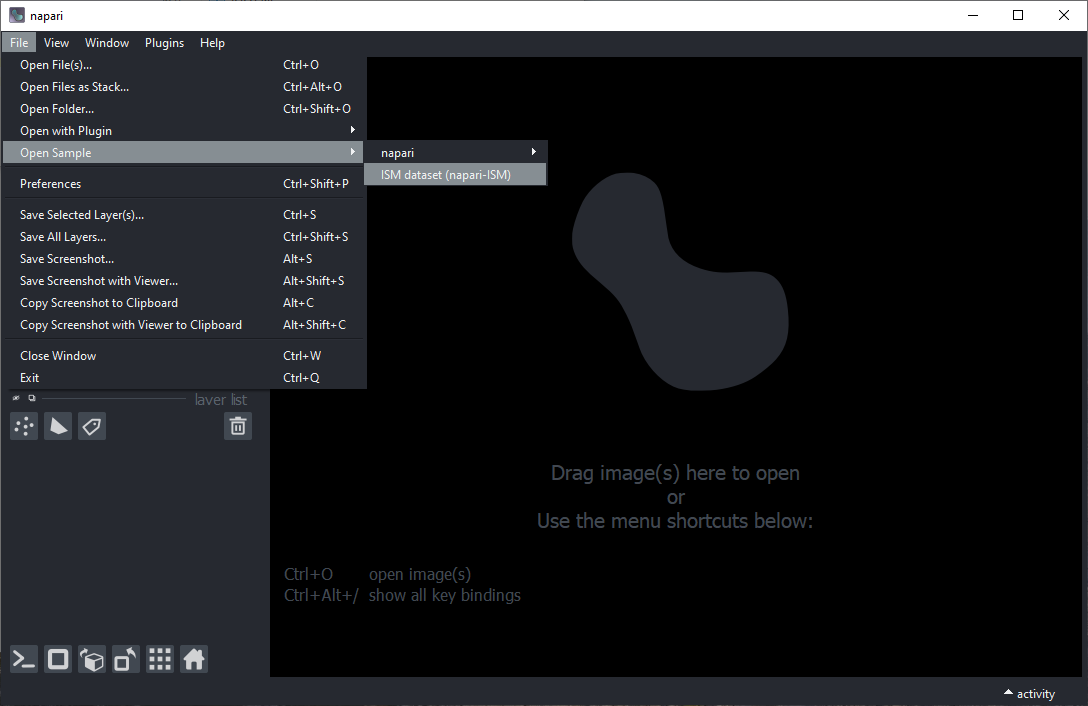 napari
File View Window Plugins Help
Open File(s)... Ctrl+O
Open Files as Stack... Ctrl+Alt+O
Open Folder... Ctrl+Shift+O
Open with Plugin
Open Sample
napari
ISM dataset (napari-ISM)
Preferences Ctrl+Shift+P
Save Selected Layer(s)... Ctrl+S
Save All Layers... Ctrl+Shift+S
Save Screenshot... Alt+S
Save Screenshot with Viewer... Alt+Shift+S
Copy Screenshot to Clipboard Alt+C
Copy Screenshot with Viewer to Clipboard Alt+Shift+C
Close Window Ctrl+W
Exit Ctrl+Q
layer list
Drag image(s) here to open
or
Use the menu shortcuts below:
Ctrl+O open image(s)
Ctrl+Alt+/ show all key bindings
activity